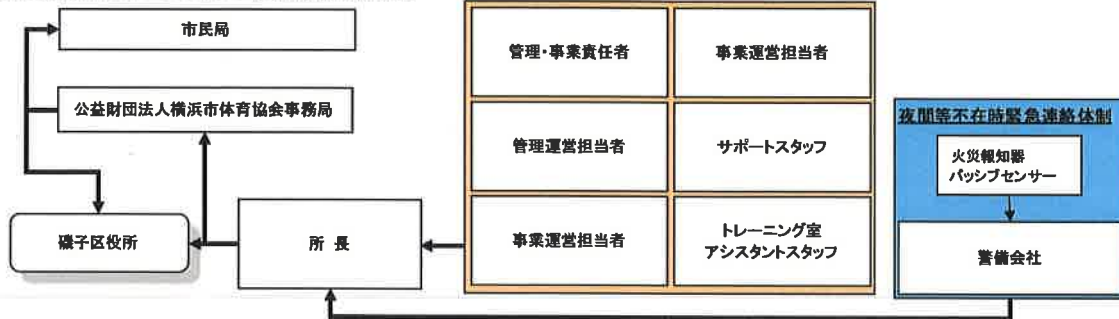 市民局
公益財団法人横浜市体育協会事務局
磯子区役所
所 長
管理・事業責任者
事業運営担当者
管理運営担当者
サポートスタッフ
事業運営担当者
トレーニング室
アシスタントスタッフ
夜間等不在時緊急連絡体制
火災報知器
パッシブセンサー
警備会社